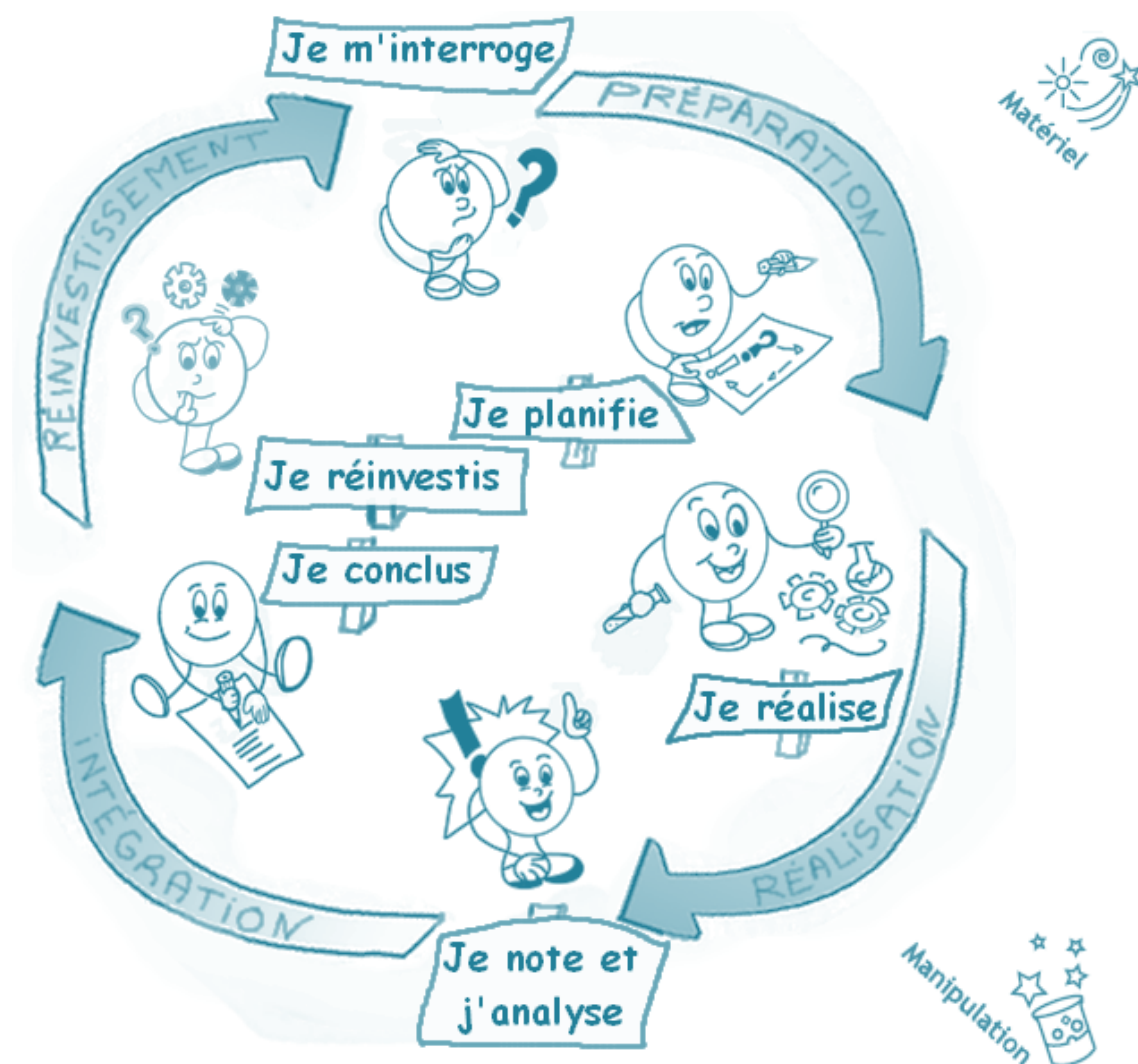 Je m'interroge
PRÉPARATION
Matériel
RÉINVESTISSEMENT
Je planifie
Je réinvestis
Je conclus
Je réalise
INTÉGRATION
RÉALISATION
Je note et
j'analyse
Manipulation